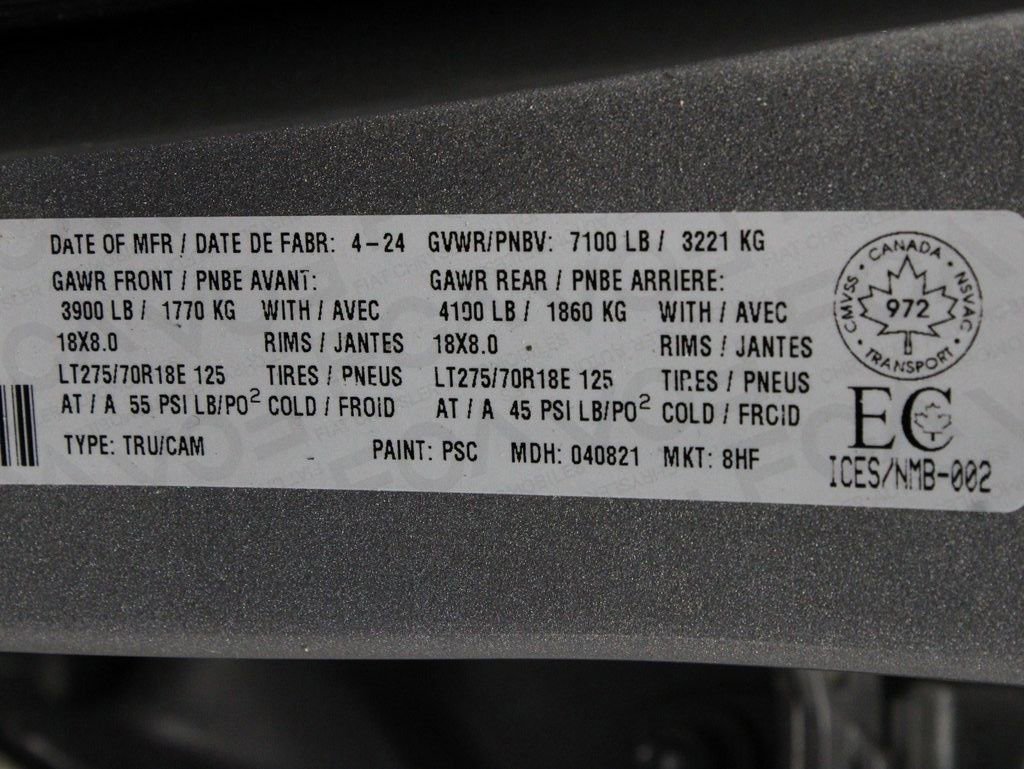 DATE OF MFR / DATE DE FABR: 4-24 GVWR/PNBV: 7100 LB / 3221 KG
GAWR FRONT / PNBE AVANT: GAWR REAR / PNBE ARRIERE:
3900 LB / 1770 KG WITH / AVEC 4100 LB / 1860 KG WITH / AVEC
18X8.0 RIMS / JANTES 18X8.0 RIMS / JANTES
LT275/70R18E 125 TIRES / PNEUS LT275/70R18E 125 TIRES / PNEUS
AT / A 55 PSI LB/PO² COLD / FROID AT / A 45 PSI LB/PO² COLD / FROID
TYPE: TRU/CAM PAINT: PSC MDH: 040821 MKT: 8HF
CMVSS · CANADA · NSVAC · TRANSPORT ·
972
EC
ICES/NMB-002